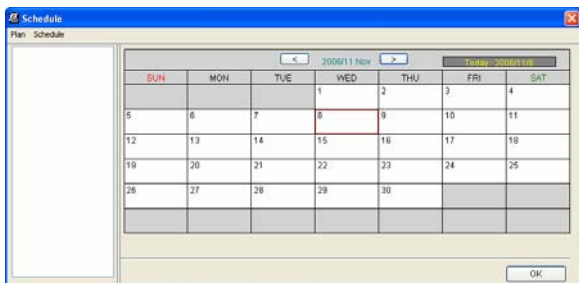 Schedule
Plan Schedule
< 2006/11 Nov > Today: 2006/11/8
SUN MON TUE WED THU FRI SAT
1 2 3 4
5 6 7 8 9 10 11
12 13 14 15 16 17 18
19 20 21 22 23 24 25
26 27 28 29 30
OK